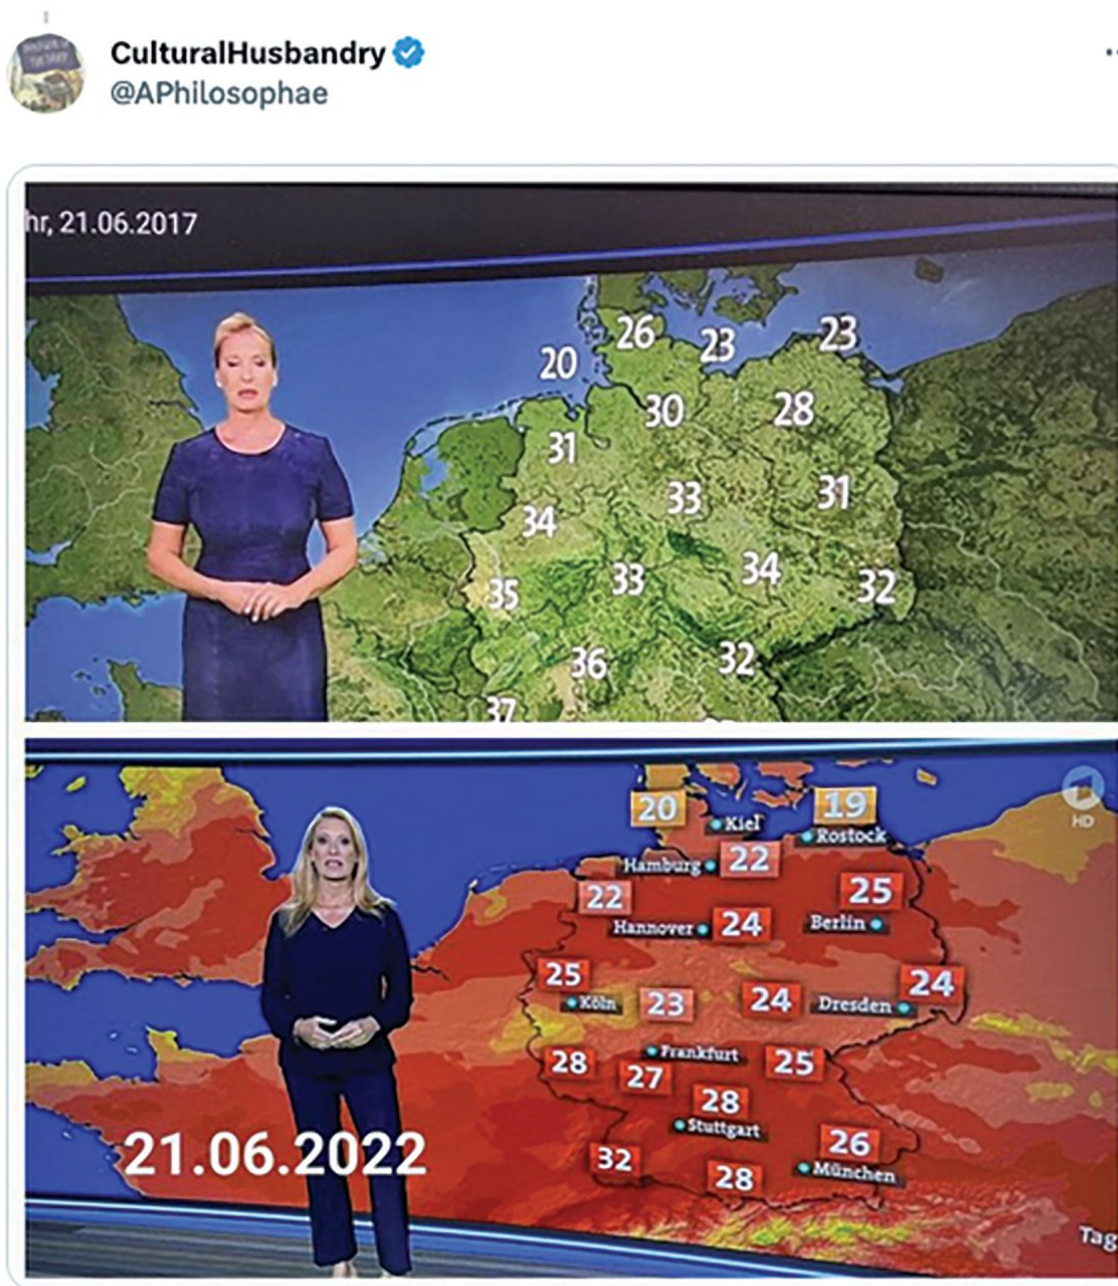 CulturalHusbandry
@APhilosophae
hr, 21.06.2017
26
23
23
20
30
28
31
33
31
34
33
34
32
35
36
32
37
20
Kiel
19
Rostock
HD
Hamburg
22
22
25
Hannover
24
Berlin
25
Köln
23
24
Dresden
24
28
Frankfurt
27
25
28
Stuttgart
21.06.2022
32
26
München
28
Tag